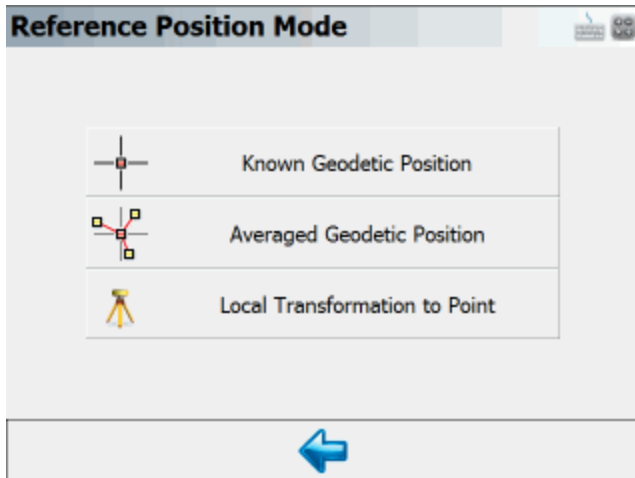 Reference Position Mode
Known Geodetic Position
Averaged Geodetic Position
Local Transformation to Point